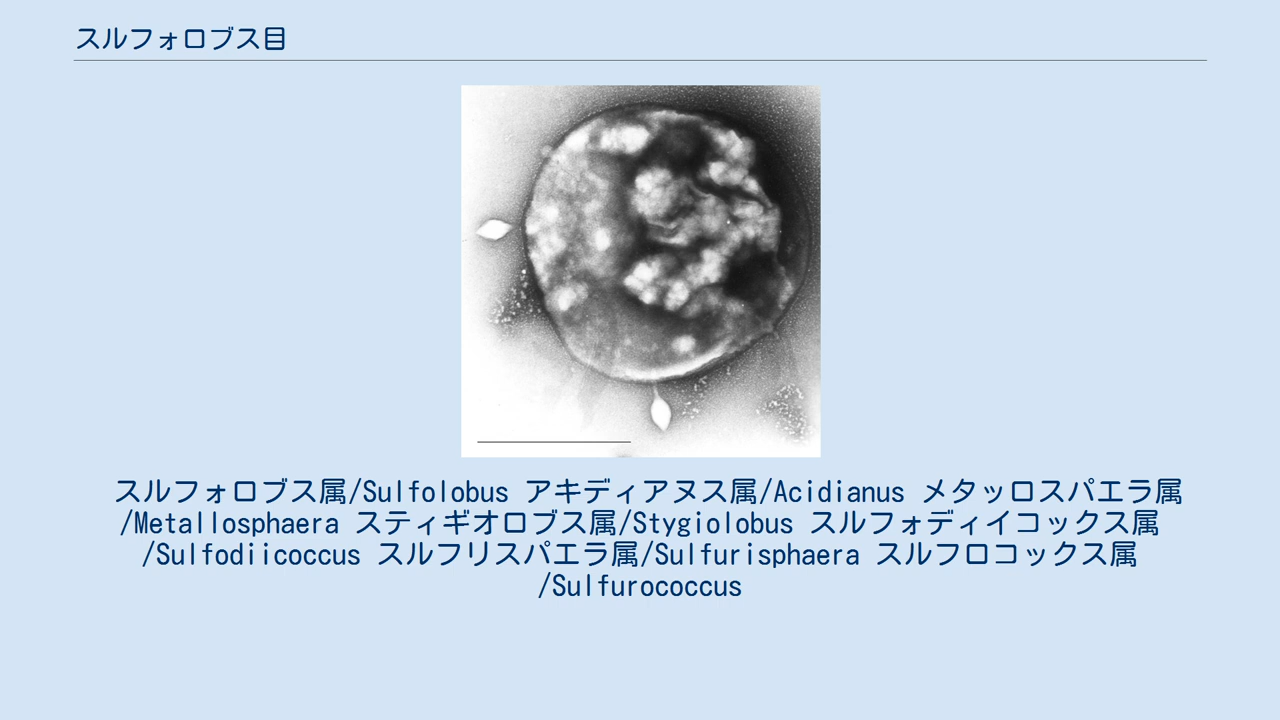 スルフォロブス目
スルフォロブス属/Sulfolobus アキディアヌス属/Acidianus メタッロスパエラ属
/Metallosphaera スティギオロブス属/Stygiolobus スルフォディイコックス属
/Sulfodiicoccus スルフリスパエラ属/Sulfurisphaera スルフロコックス属
/Sulfurococcus